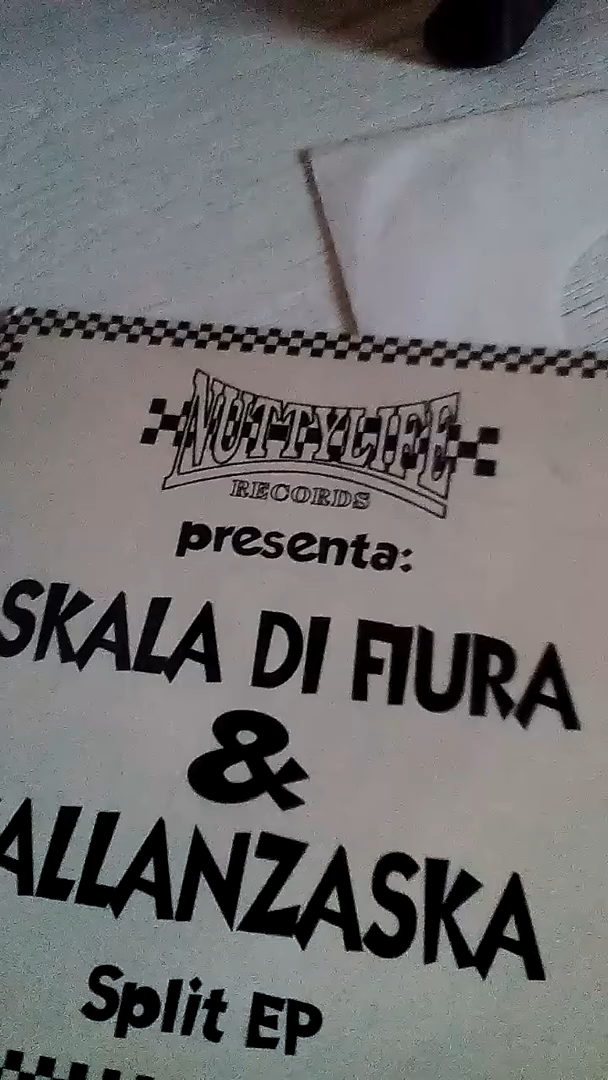 NUTTYLIFE
RECORDS
presenta:
SKALA DI FIURA
&
ALLANZASKA
Split EP